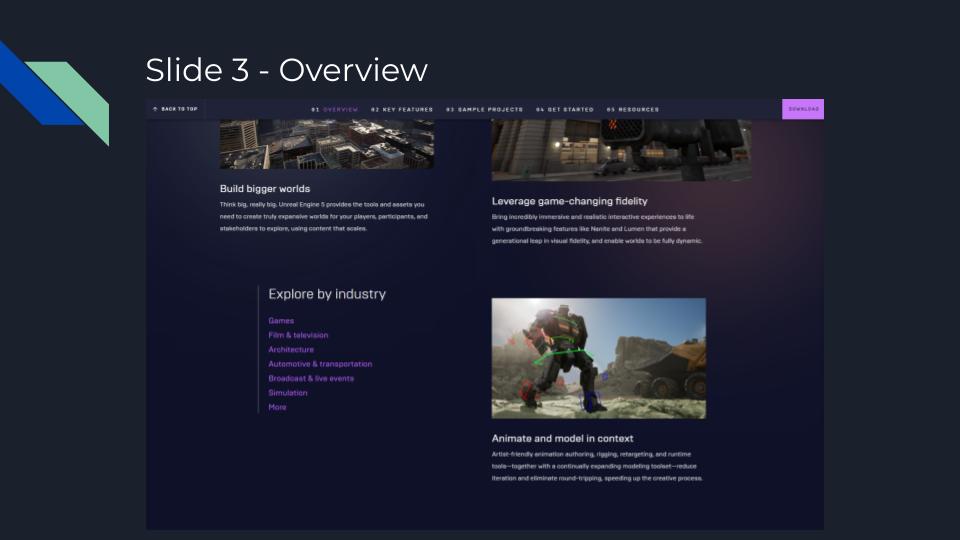 Slide 3 - Overview
↑ BACK TO TOP
01 OVERVIEW
02 KEY FEATURES
03 SAMPLE PROJECTS
04 GET STARTED
05 RESOURCES
DOWNLOAD
Build bigger worlds
Think big, really big. Unreal Engine 5 provides the tools and assets you
need to create truly expansive worlds for your players, participants, and
stakeholders to explore, using content that scales.
Leverage game-changing fidelity
Bring incredibly immersive and realistic interactive experiences to life
with groundbreaking features like Nanite and Lumen that provide a
generational leap in visual fidelity, and enable worlds to be fully dynamic.
Explore by industry
Games
Film & television
Architecture
Automotive & transportation
Broadcast & live events
Simulation
More
Animate and model in context
Artist-friendly animation authoring, rigging, retargeting, and runtime
tools—together with a continually expanding modeling toolset—reduce
iteration and eliminate round-tripping, speeding up the creative process.